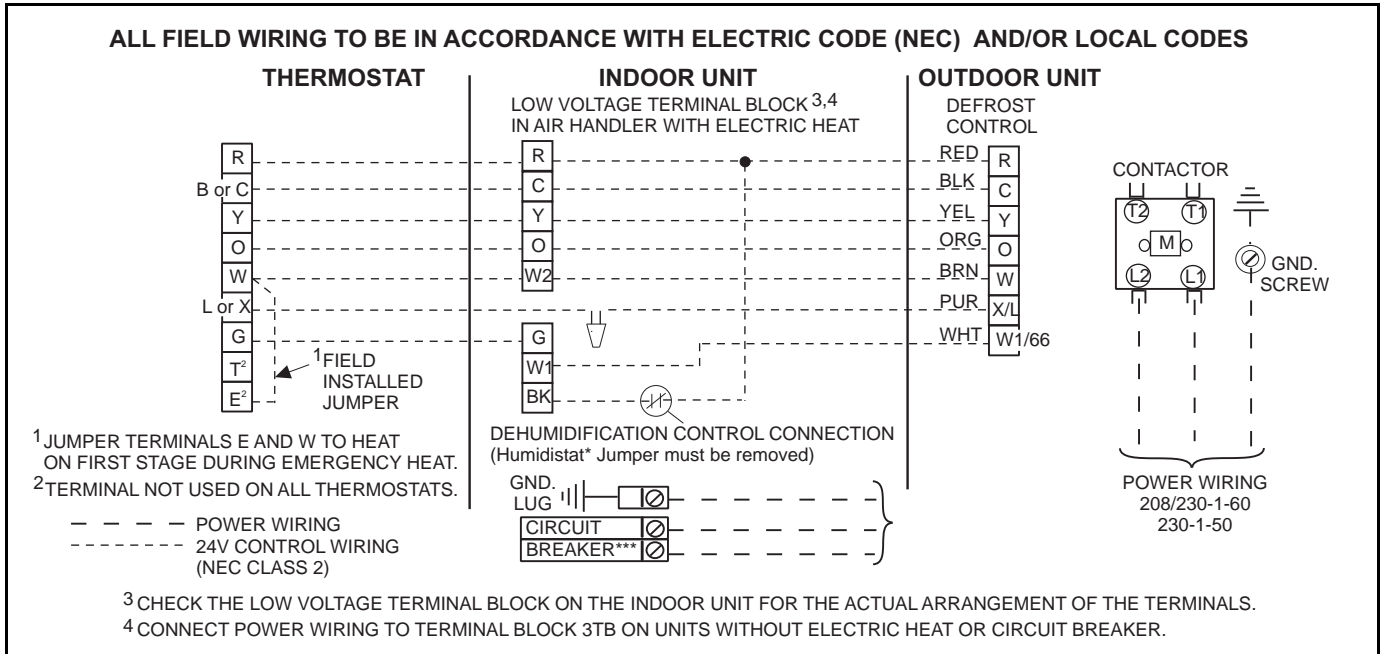 ALL FIELD WIRING TO BE IN ACCORDANCE WITH ELECTRIC CODE (NEC) AND/OR LOCAL CODES
THERMOSTAT
R
B or C
Y
O
W
L or X
G
T²
E²
¹FIELD
INSTALLED
JUMPER
¹JUMPER TERMINALS E AND W TO HEAT
ON FIRST STAGE DURING EMERGENCY HEAT.
²TERMINAL NOT USED ON ALL THERMOSTATS.
POWER WIRING
24V CONTROL WIRING
(NEC CLASS 2)
INDOOR UNIT
LOW VOLTAGE TERMINAL BLOCK 3,4
IN AIR HANDLER WITH ELECTRIC HEAT
R
C
Y
O
W2
G
W1
BK
DEHUMIDIFICATION CONTROL CONNECTION
(Humidistat* Jumper must be removed)
GND.
LUG
CIRCUIT
BREAKER***
OUTDOOR UNIT
DEFROST
CONTROL
RED R
BLK C
YEL Y
ORG O
BRN W
PUR X/L
WHT W1/66
CONTACTOR
T2 T1
M
L2 L1
GND.
SCREW
POWER WIRING
208/230-1-60
230-1-50
3 CHECK THE LOW VOLTAGE TERMINAL BLOCK ON THE INDOOR UNIT FOR THE ACTUAL ARRANGEMENT OF THE TERMINALS.
4 CONNECT POWER WIRING TO TERMINAL BLOCK 3TB ON UNITS WITHOUT ELECTRIC HEAT OR CIRCUIT BREAKER.